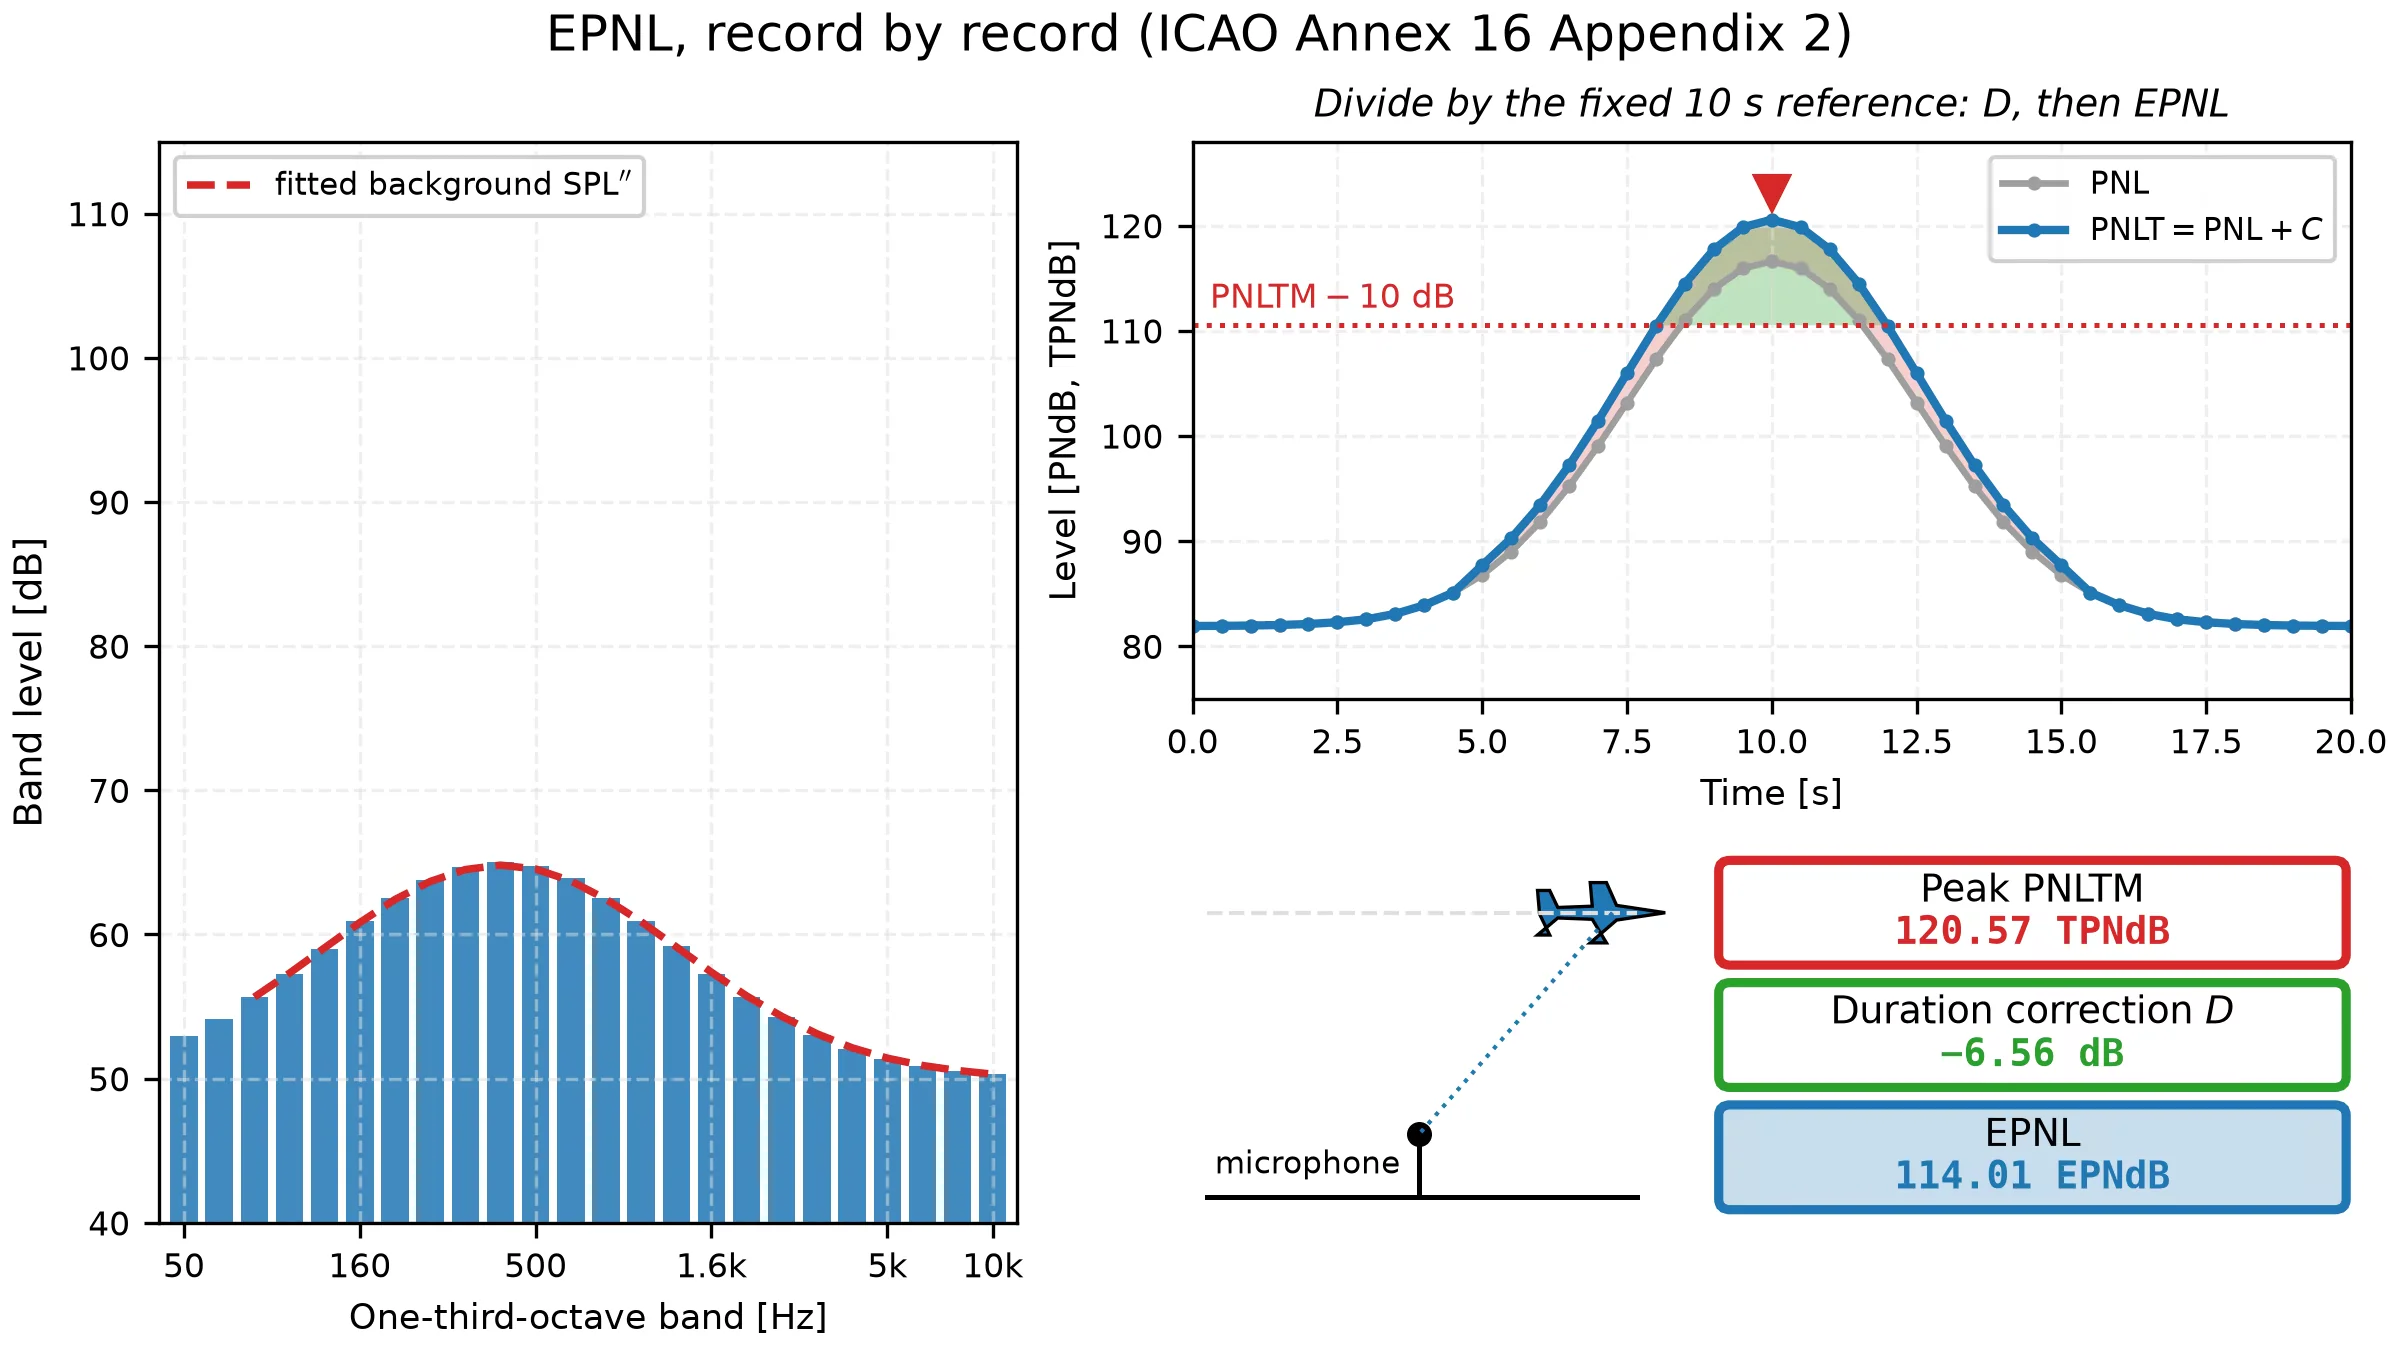 EPNL, record by record (ICAO Annex 16 Appendix 2)
fitted background SPL″
110
100
90
80
70
60
50
40
Band level [dB]
50 160 500 1.6k 5k 10k
One-third-octave band [Hz]
Divide by the fixed 10 s reference: D, then EPNL
PNL
PNLT = PNL + C
PNLTM − 10 dB
120
110
100
90
80
Level [PNdB, TPNdB]
0.0 2.5 5.0 7.5 10.0 12.5 15.0 17.5 20.0
Time [s]
microphone
Peak PNLTM
120.57 TPNdB
Duration correction D
−6.56 dB
EPNL
114.01 EPNdB